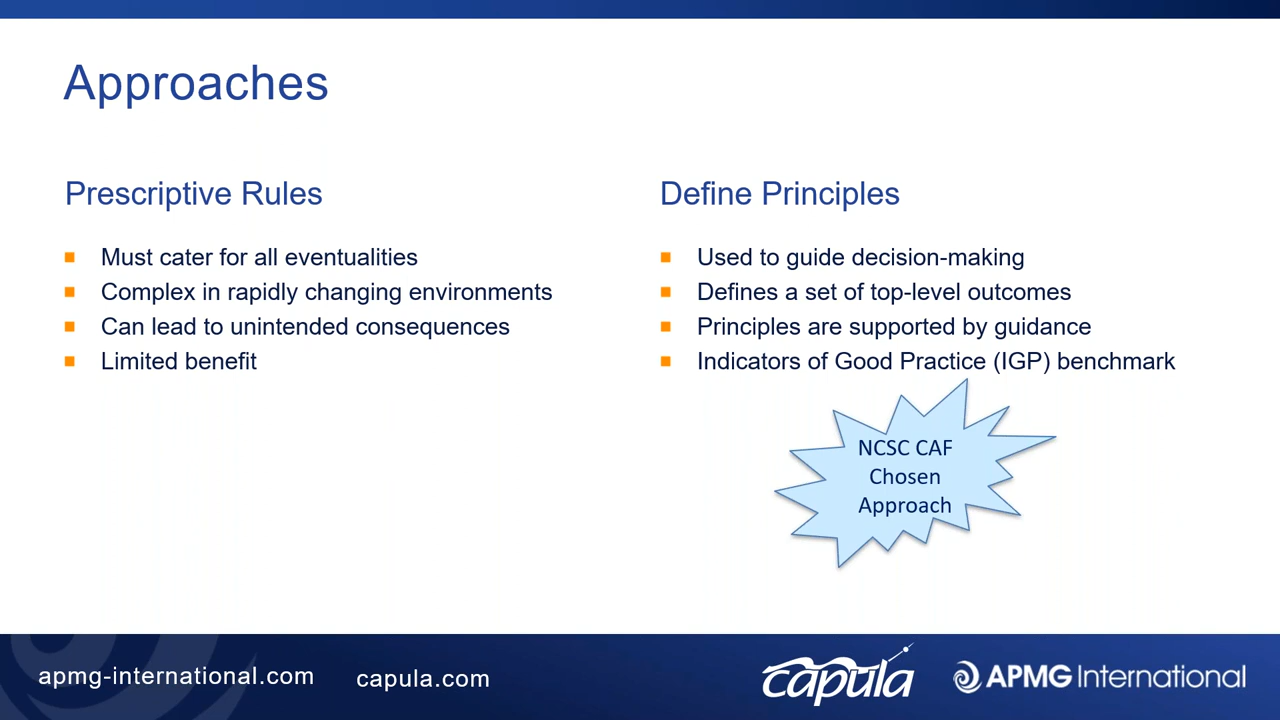 Approaches
Prescriptive Rules
Must cater for all eventualities
Complex in rapidly changing environments
Can lead to unintended consequences
Limited benefit
Define Principles
Used to guide decision-making
Defines a set of top-level outcomes
Principles are supported by guidance
Indicators of Good Practice (IGP) benchmark
NCSC CAF
Chosen
Approach
apmg-international.com
capula.com
capula
APMG International